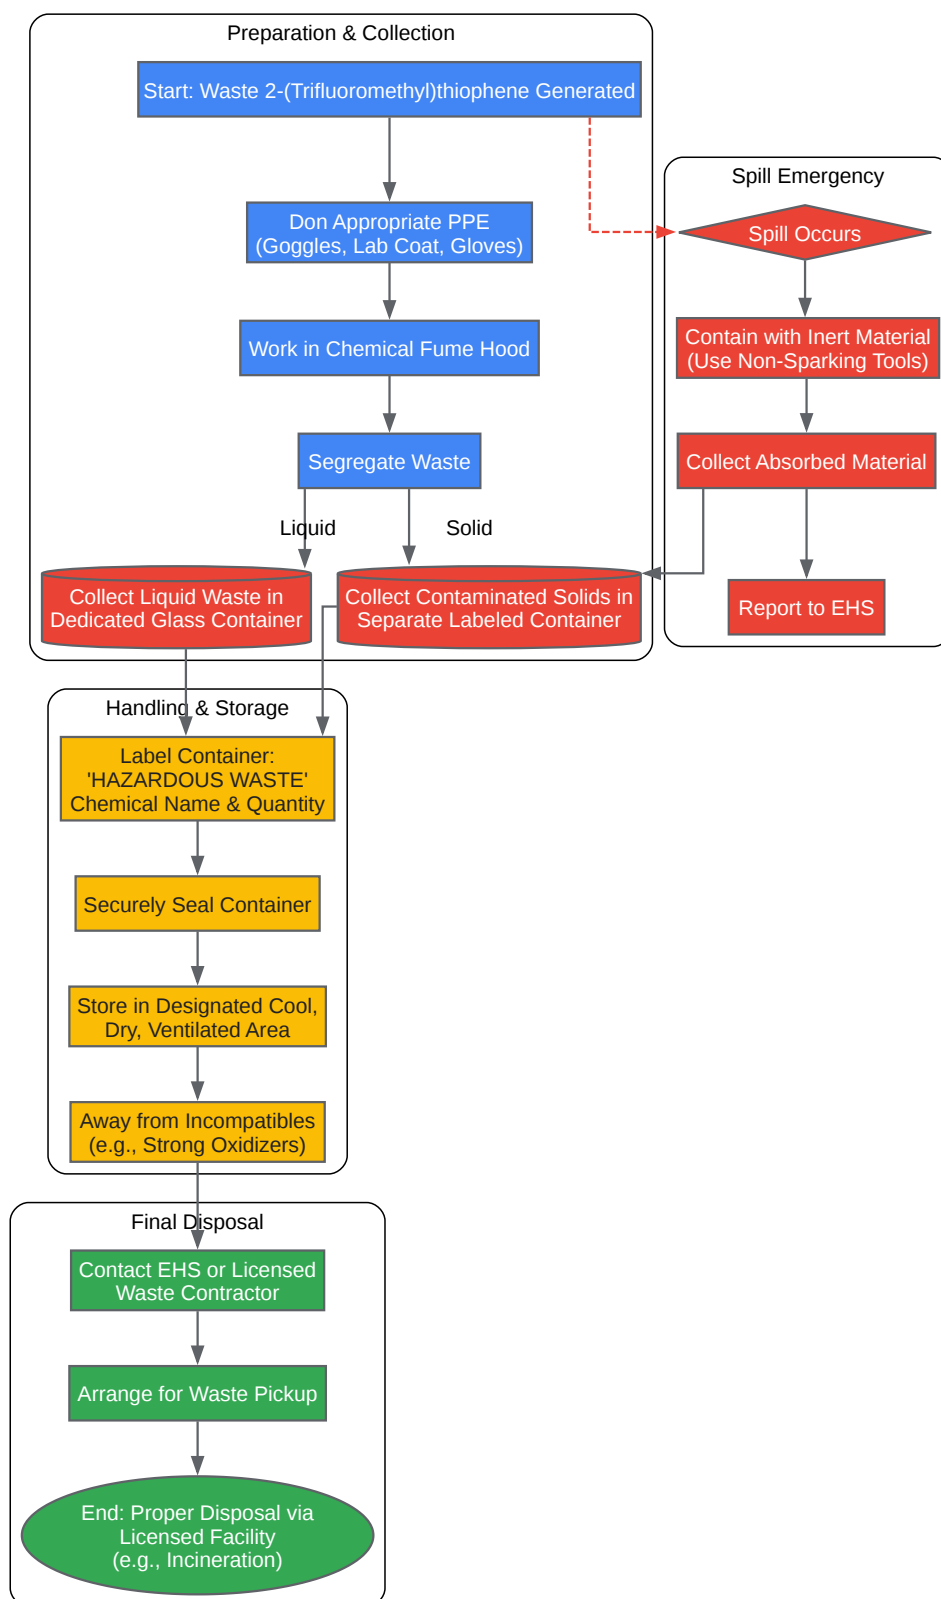 Preparation & Collection
Start: Waste 2-(Trifluoromethyl)thiophene Generated
Don Appropriate PPE
(Goggles, Lab Coat, Gloves)
Work in Chemical Fume Hood
Segregate Waste
Liquid
Solid
Collect Liquid Waste in
Dedicated Glass Container
Collect Contaminated Solids in
Separate Labeled Container
Spill Emergency
Spill Occurs
Contain with Inert Material
(Use Non-Sparking Tools)
Collect Absorbed Material
Report to EHS
Handling & Storage
Label Container:
'HAZARDOUS WASTE'
Chemical Name & Quantity
Securely Seal Container
Store in Designated Cool,
Dry, Ventilated Area
Away from Incompatibles
(e.g., Strong Oxidizers)
Final Disposal
Contact EHS or Licensed
Waste Contractor
Arrange for Waste Pickup
End: Proper Disposal via
Licensed Facility
(e.g., Incineration)